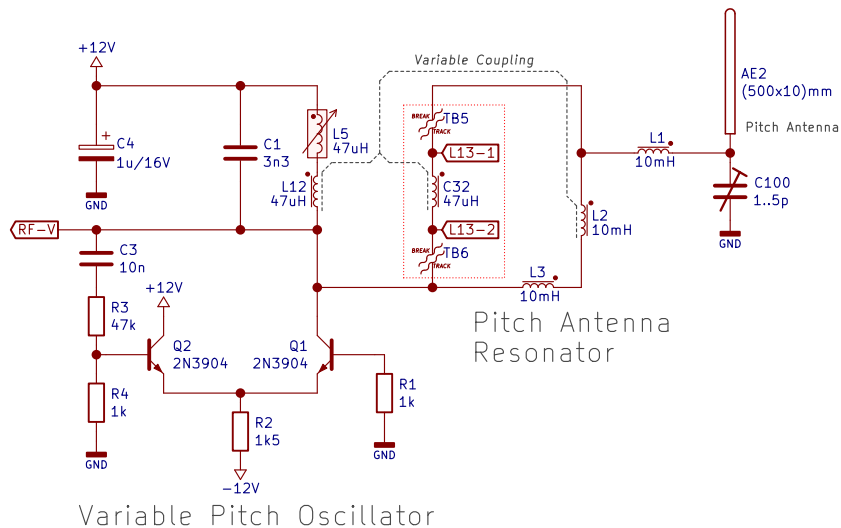 Variable Coupling
+12V
AE2
(500x10)mm
Pitch Antenna
BREAK
TRACK
TB5
L5
47uH
L1
10mH
C4
1u/16V
C1
3n3
L13-1
L12
47uH
C32
47uH
C100
1..5p
GND
L2
10mH
GND
RF-V
L13-2
C3
10n
BREAK
TRACK
TB6
+12V
L3
10mH
R3
47k
Pitch Antenna
Resonator
Q2
2N3904
Q1
2N3904
R4
1k
R1
1k
R2
1k5
GND
GND
-12V
Variable Pitch Oscillator